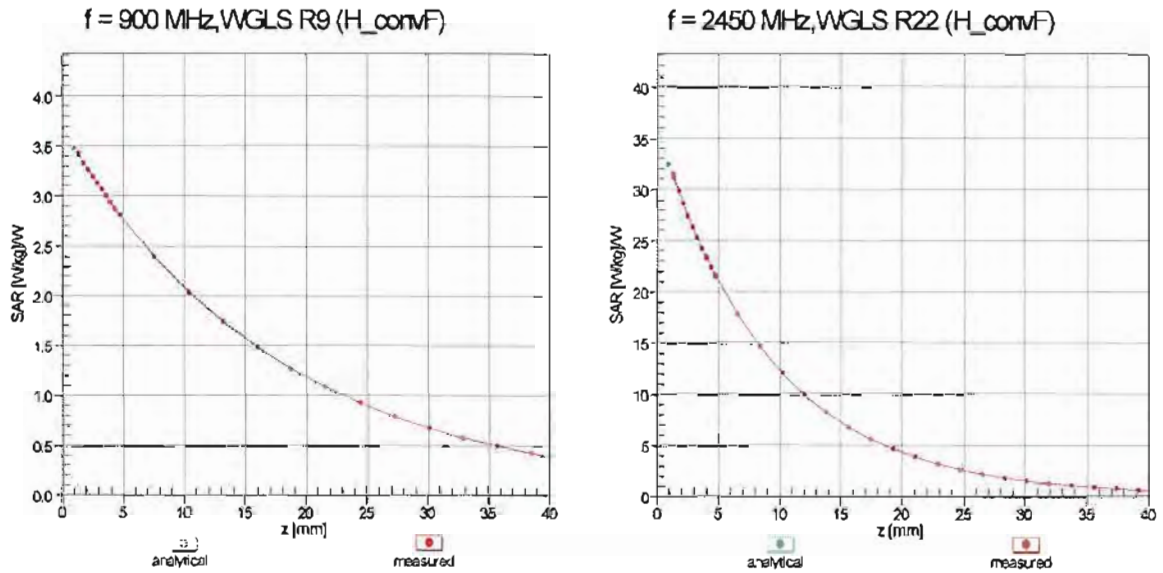 f = 900 MHz, WGLS R9 (H_convF)
f = 2450 MHz, WGLS R22 (H_convF)
SAR [W/kg]/W
4.0
3.5
3.0
2.5
2.0
1.5
1.0
0.5
0.0
0 5 10 15 20 25 30 35 40
z [mm]
analytical
measured
SAR [W/kg]/W
40
35
30
25
20
15
10
5
0
0 5 10 15 20 25 30 35 40
z [mm]
analytical
measured